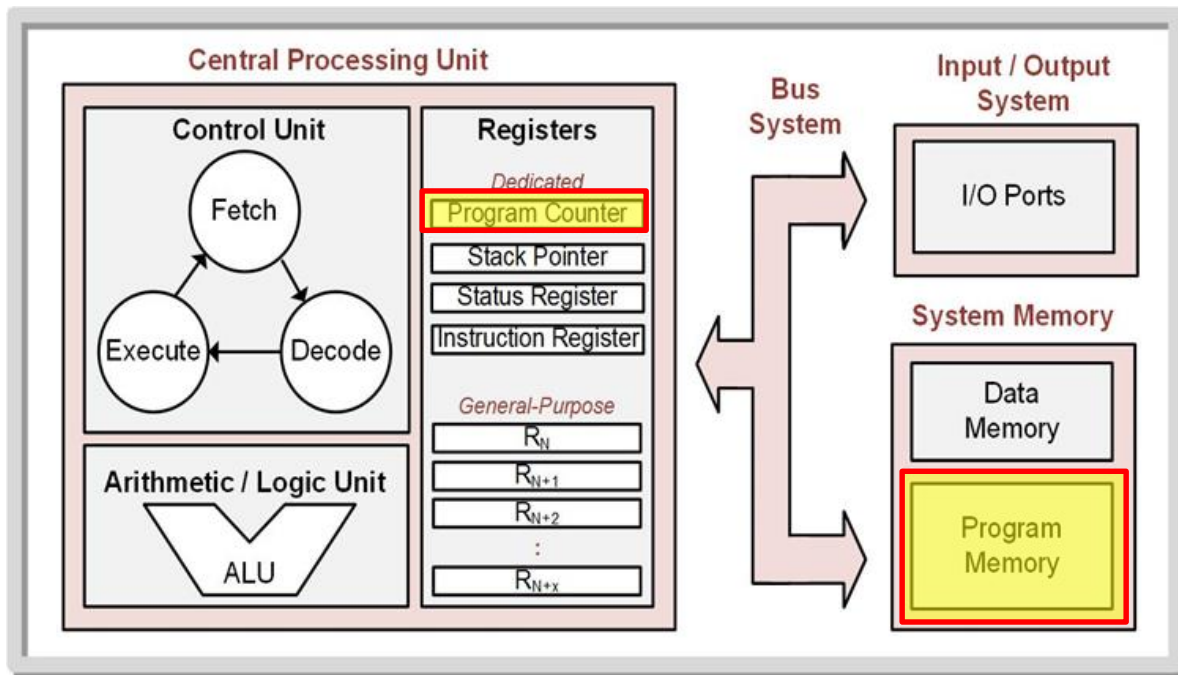 Central Processing Unit
Control Unit
Fetch
Execute
Decode
Arithmetic / Logic Unit
ALU
Registers
Dedicated
Program Counter
Stack Pointer
Status Register
Instruction Register
General-Purpose
RN
RN+1
RN+2
:
RN+x
Bus
System
Input / Output
System
I/O Ports
System Memory
Data
Memory
Program
Memory